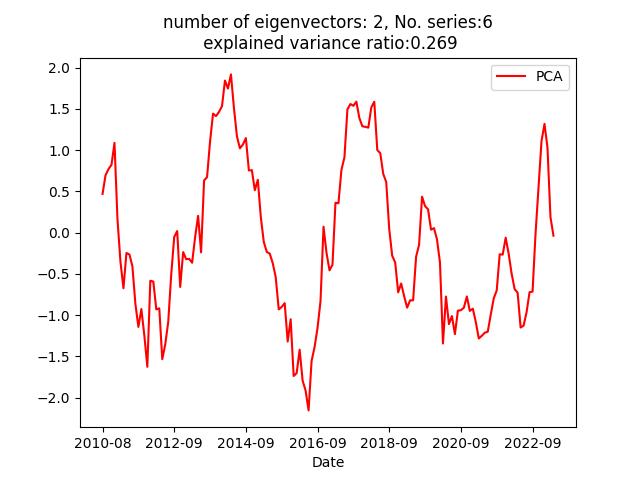 number of eigenvectors: 2, No. series:6
explained variance ratio:0.269
PCA
2.0
1.5
1.0
0.5
0.0
−0.5
−1.0
−1.5
−2.0
2010-08 2012-09 2014-09 2016-09 2018-09 2020-09 2022-09
Date